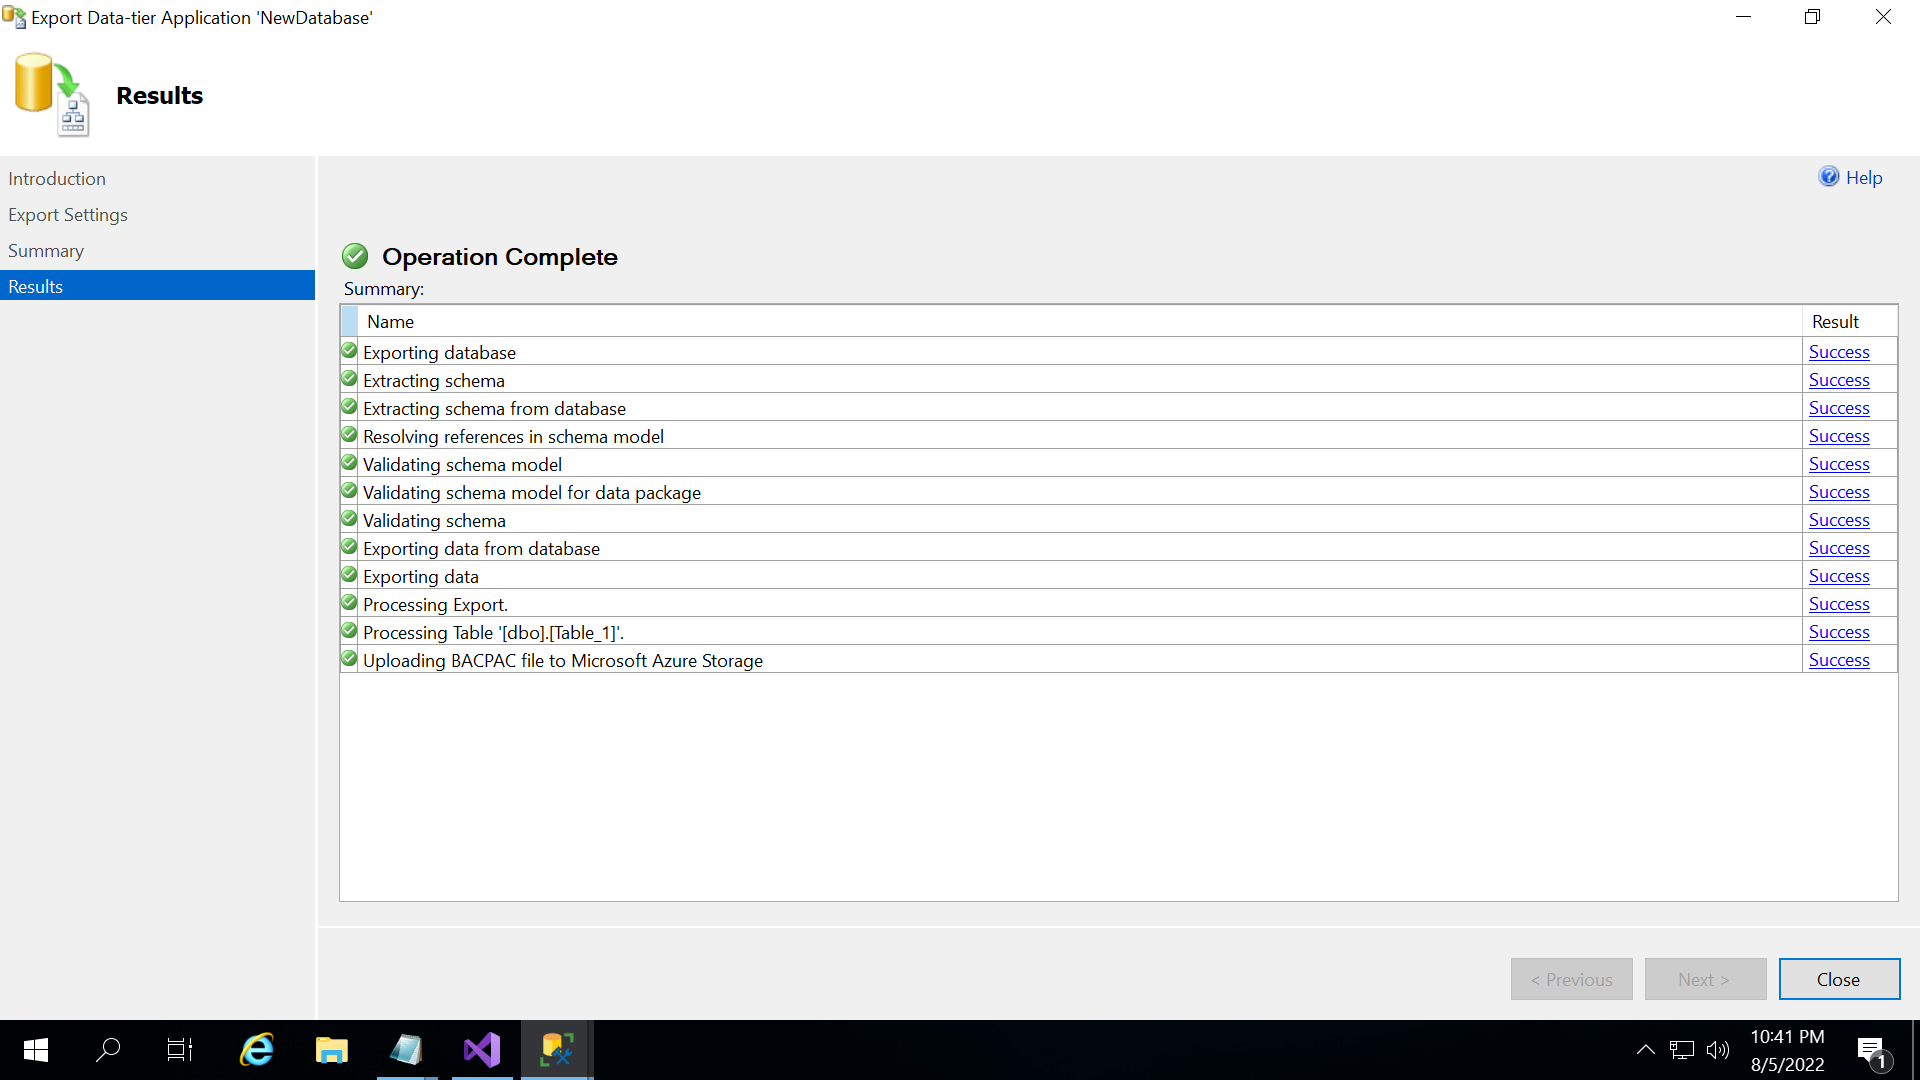 Export Data-tier Application 'NewDatabase'
Results
Introduction
Export Settings
Summary
Results
Help
Operation Complete
Summary:
Name Result
Exporting database Success
Extracting schema Success
Extracting schema from database Success
Resolving references in schema model Success
Validating schema model Success
Validating schema model for data package Success
Validating schema Success
Exporting data from database Success
Exporting data Success
Processing Export. Success
Processing Table '[dbo].[Table_1]'. Success
Uploading BACPAC file to Microsoft Azure Storage Success
< Previous Next > Close
10:41 PM
8/5/2022
1